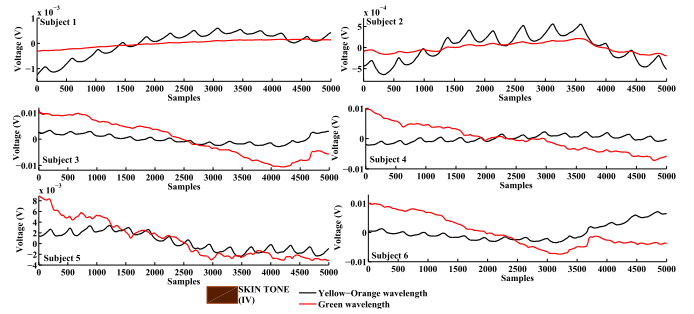 x 10⁻³
Subject 1
1
0
−1
Voltage (V)
0 500 1000 1500 2000 2500 3000 3500 4000 4500 5000
Samples
x 10⁻⁴
Subject 2
5
0
−5
Voltage (V)
0 500 1000 1500 2000 2500 3000 3500 4000 4500 5000
Samples
0.01
0
−0.01
Voltage (V)
Subject 3
0 500 1000 1500 2000 2500 3000 3500 4000 4500 5000
Samples
0.01
0
−0.01
Voltage (V)
Subject 4
0 500 1000 1500 2000 2500 3000 3500 4000 4500 5000
Samples
x 10⁻³
8
6
4
2
0
−2
−4
Voltage (V)
Subject 5
0 500 1000 1500 2000 2500 3000 3500 4000 4500 5000
Samples
0.01
0
−0.01
Voltage (V)
Subject 6
0 500 1000 1500 2000 2500 3000 3500 4000 4500 5000
Samples
SKIN TONE
(IV)
Yellow−Orange wavelength
Green wavelength